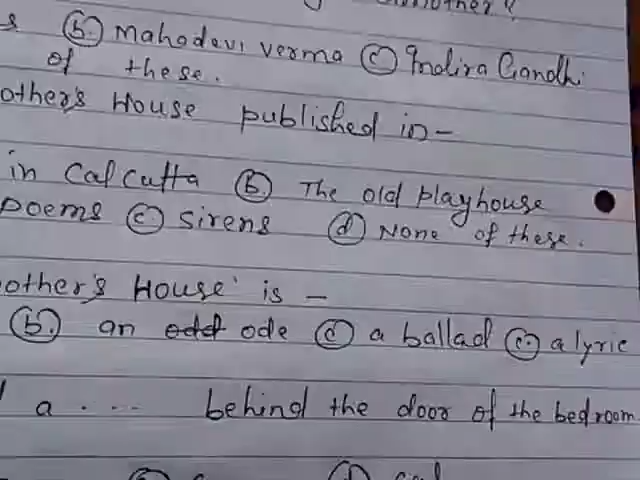 s (b.) Mahadevi verma (c) Indira Gandhi
of these.
other's House published in-
in Calcutta (b.) The old playhouse
poems (c) sirens (d) None of these.
other's House' is -
(b.) an ode (d) a ballad (c) a lyric
a .... behind the door of the bedroom